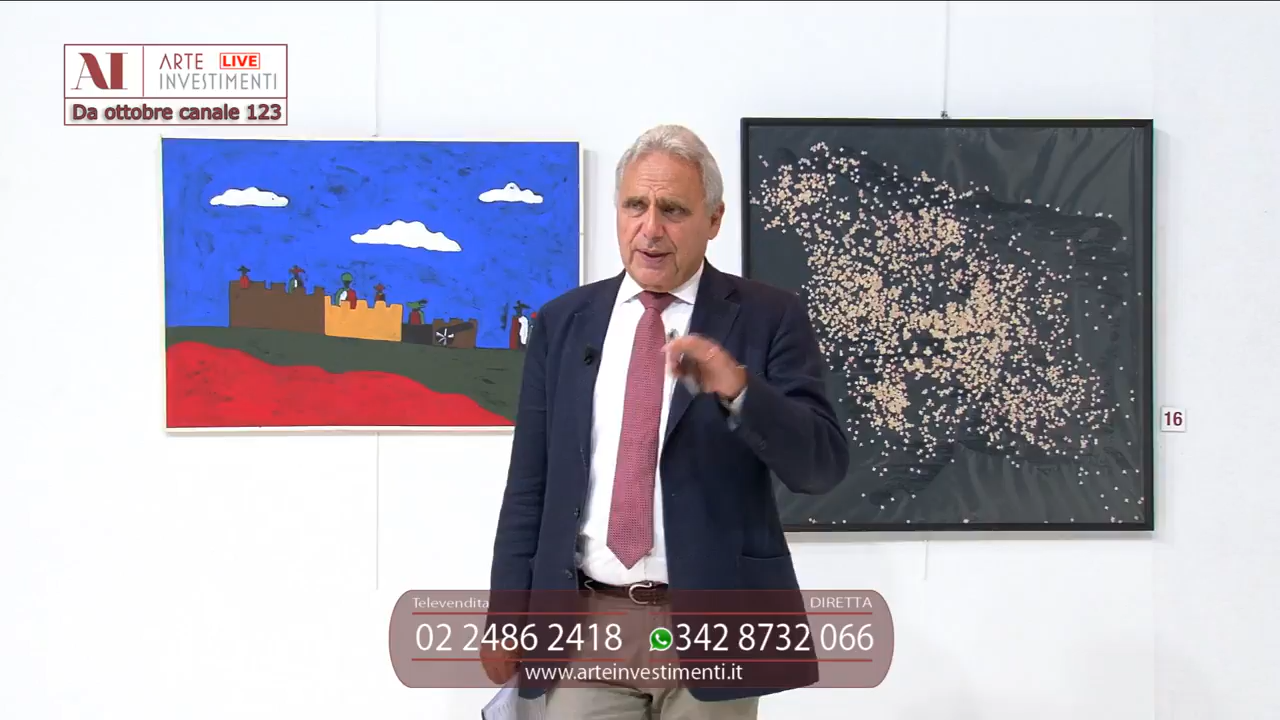 AI ARTE LIVE
INVESTIMENTI
Da ottobre canale 123
16
Televendita DIRETTA
02 2486 2418 342 8732 066
www.arteinvestimenti.it